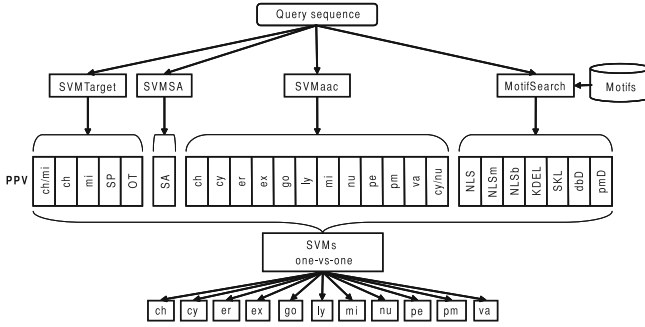 Query sequence
SVMTarget SVMSA SVMaac MotifSearch Motifs
PPV ch/mi ch mi SP OT SA ch cy er ex go ly mi nu pe pm va cy/nu NLS NLSm NLSb KDEL SKL dbD pmD
SVMs
one-vs-one
ch cy er ex go ly mi nu pe pm va